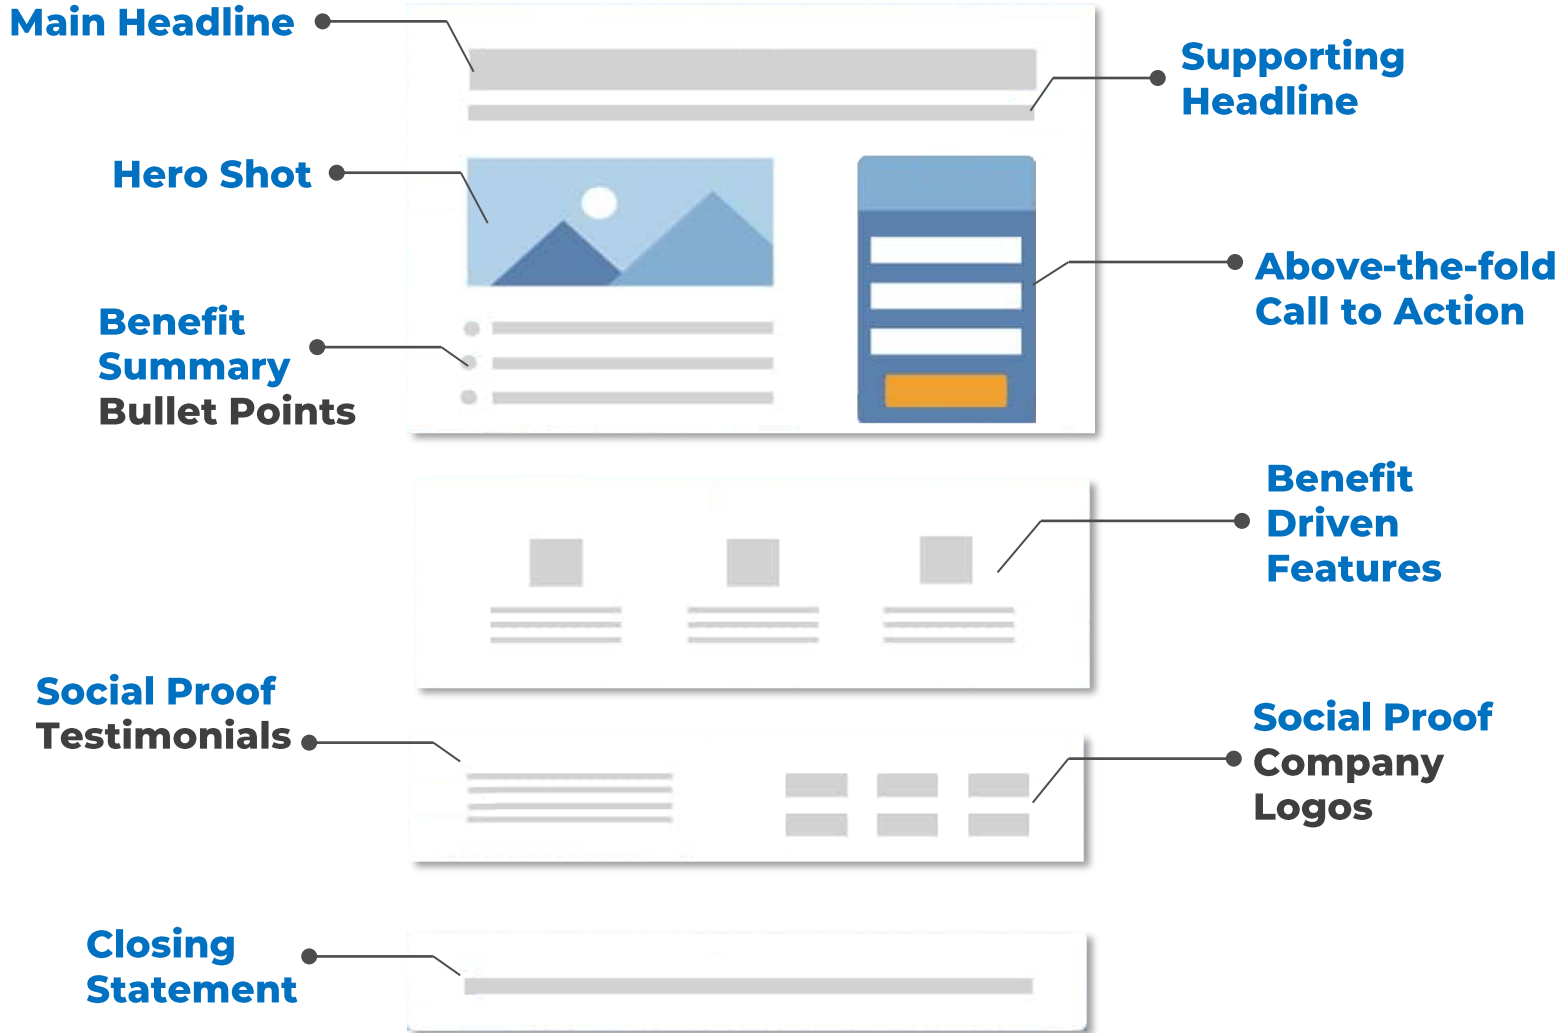 Main Headline
Supporting
Headline
Hero Shot
Above-the-fold
Call to Action
Benefit
Summary
Bullet Points
Benefit
Driven
Features
Social Proof
Testimonials
Social Proof
Company
Logos
Closing
Statement